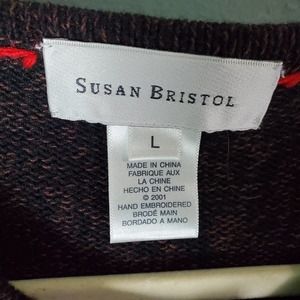 SUSAN BRISTOL
L
MADE IN CHINA
FABRIQUE AUX
LA CHINE
HECHO EN CHINE
© 2001
HAND EMBROIDERED
BRODÉ MAIN
BORDADO A MANO